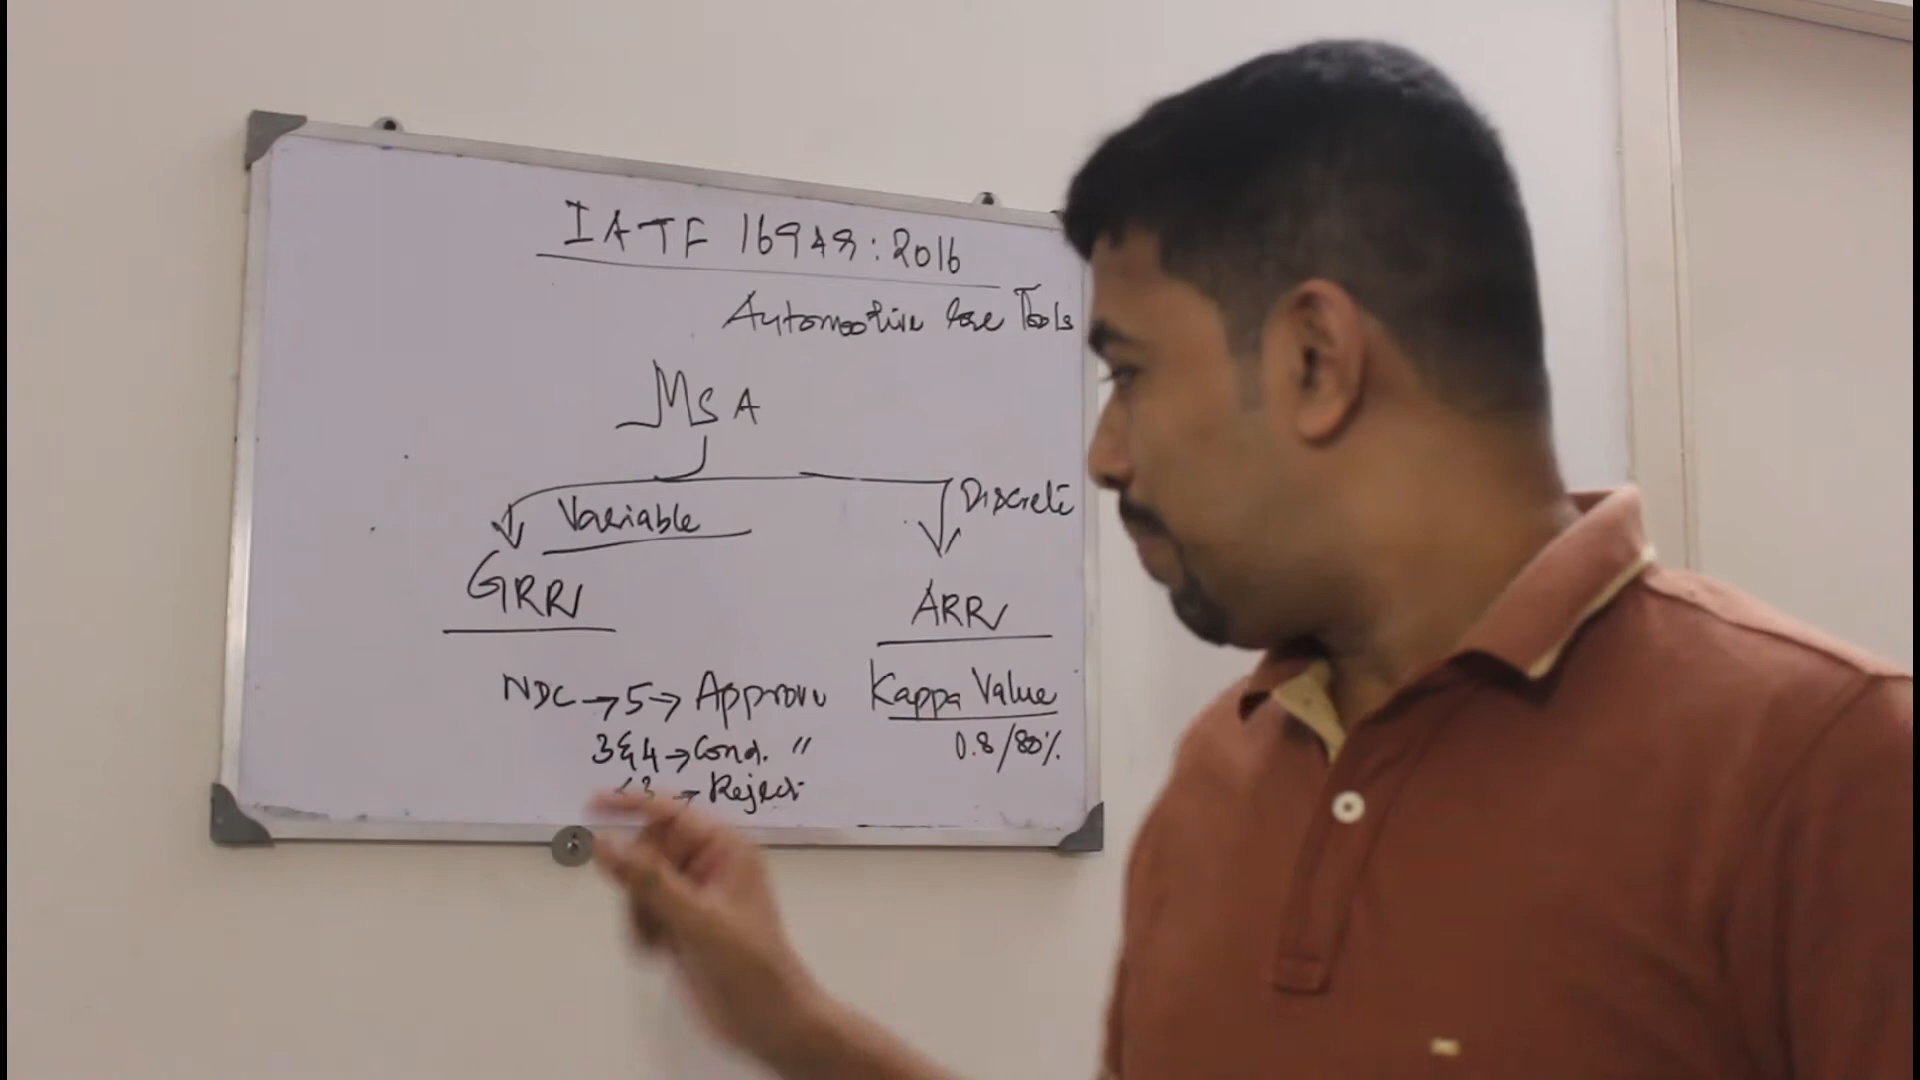 IATF 16949:2016
Automotive Core Tools
MSA
Variable
Discrete
GRR
ARR
NDC → 5 → Approve
3&4 → Cond. "
<3 → Reject
Kappa Value
0.8/80%